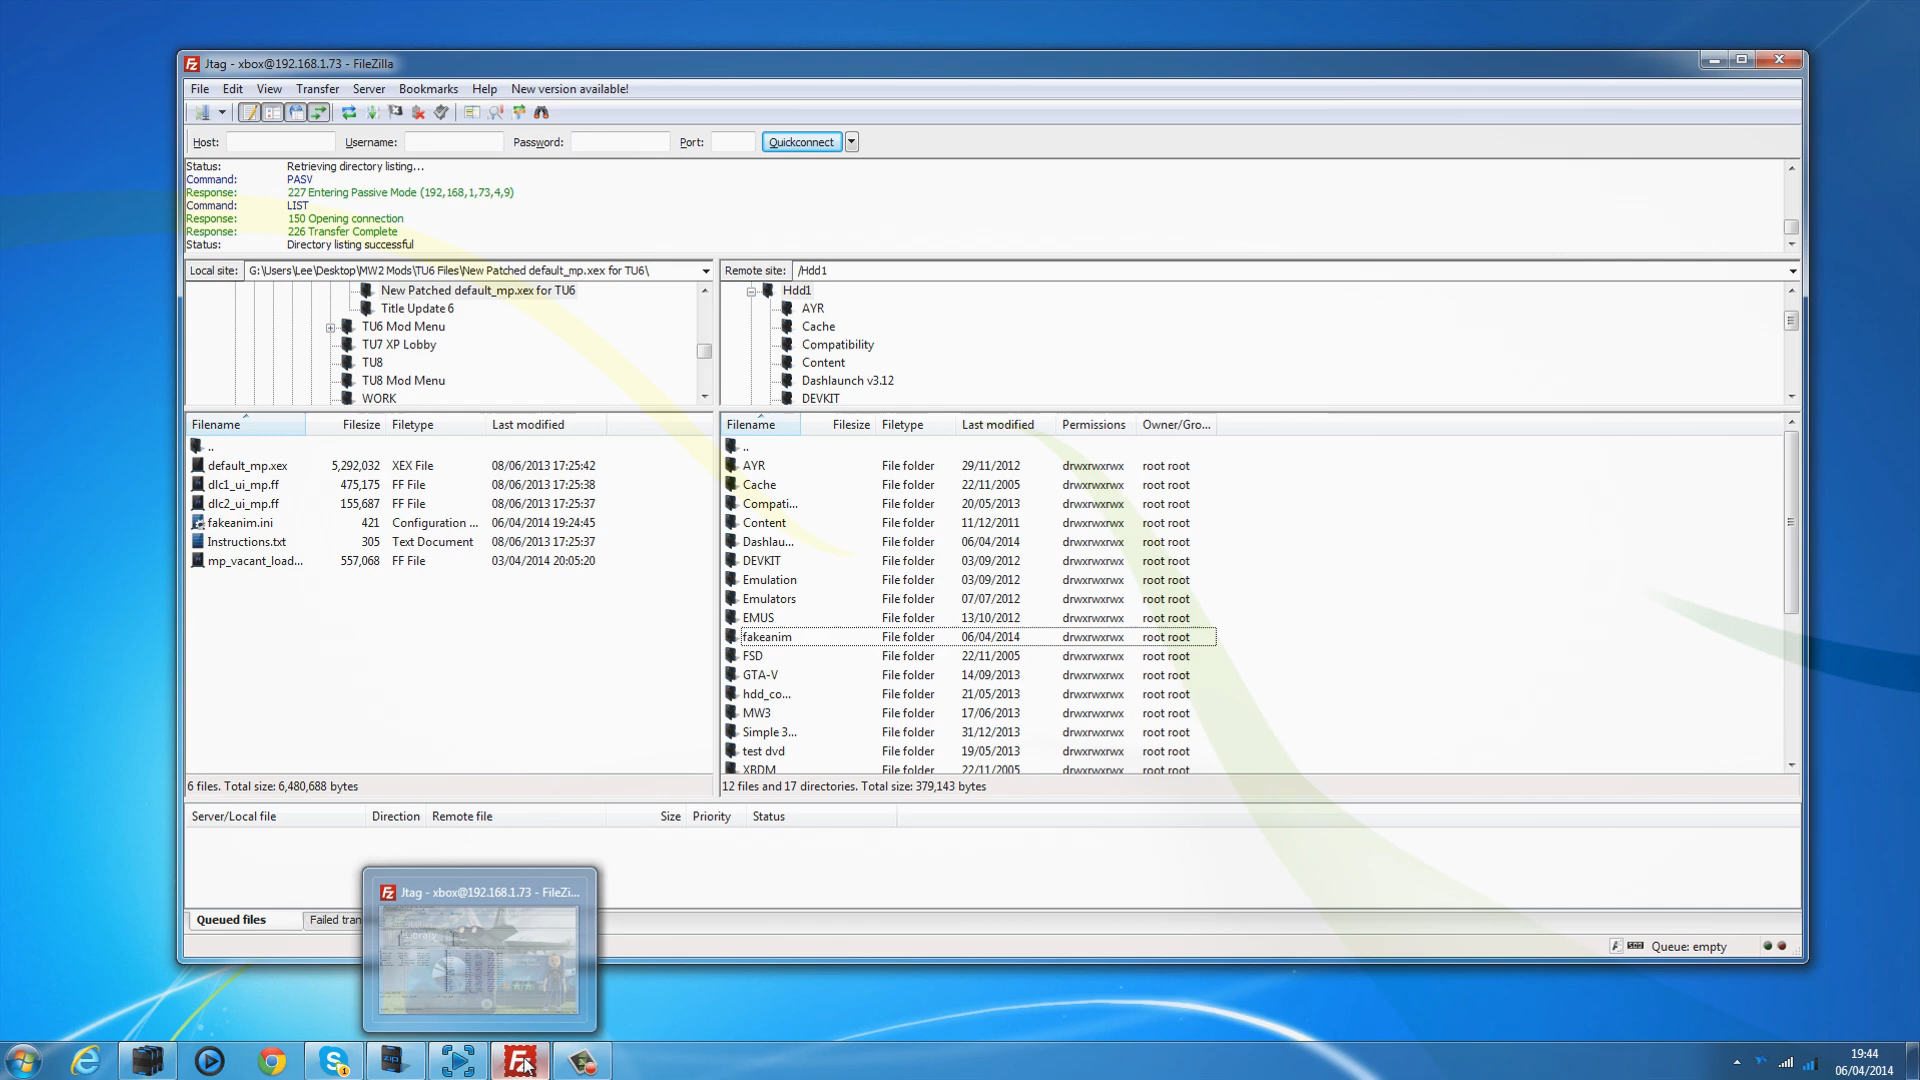 Jtag - xbox@192.168.1.73 - FileZilla
File Edit View Transfer Server Bookmarks Help New version available!
Host: Username: Password: Port: Quickconnect
Status: Retrieving directory listing...
Command: PASV
Response: 227 Entering Passive Mode (192,168,1,73,4,9)
Command: LIST
Response: 150 Opening connection
Response: 226 Transfer Complete
Status: Directory listing successful
Local site: G:\Users\Lee\Desktop\MW2 Mods\TU6 Files\New Patched default_mp.xex for TU6\
New Patched default_mp.xex for TU6
Title Update 6
TU6 Mod Menu
TU7 XP Lobby
TU8
TU8 Mod Menu
WORK
Remote site: /Hdd1
Hdd1
AYR
Cache
Compatibility
Content
Dashlaunch v3.12
DEVKIT
Filename Filesize Filetype Last modified
..
default_mp.xex 5,292,032 XEX File 08/06/2013 17:25:42
dlc1_ui_mp.ff 475,175 FF File 08/06/2013 17:25:38
dlc2_ui_mp.ff 155,687 FF File 08/06/2013 17:25:37
fakeanim.ini 421 Configuration ... 06/04/2014 19:24:45
Instructions.txt 305 Text Document 08/06/2013 17:25:37
mp_vacant_load... 557,068 FF File 03/04/2014 20:05:20
6 files. Total size: 6,480,688 bytes
Filename Filesize Filetype Last modified Permissions Owner/Gro...
..
AYR File folder 29/11/2012 drwxrwxrwx root root
Cache File folder 22/11/2005 drwxrwxrwx root root
Compati... File folder 20/05/2013 drwxrwxrwx root root
Content File folder 11/12/2011 drwxrwxrwx root root
Dashlau... File folder 06/04/2014 drwxrwxrwx root root
DEVKIT File folder 03/09/2012 drwxrwxrwx root root
Emulation File folder 03/09/2012 drwxrwxrwx root root
Emulators File folder 07/07/2012 drwxrwxrwx root root
EMUS File folder 13/10/2012 drwxrwxrwx root root
fakeanim File folder 06/04/2014 drwxrwxrwx root root
FSD File folder 22/11/2005 drwxrwxrwx root root
GTA-V File folder 14/09/2013 drwxrwxrwx root root
hdd_co... File folder 21/05/2013 drwxrwxrwx root root
MW3 File folder 17/06/2013 drwxrwxrwx root root
Simple 3... File folder 31/12/2013 drwxrwxrwx root root
test dvd File folder 19/05/2013 drwxrwxrwx root root
XBDM File folder 22/11/2005 drwxrwxrwx root root
12 files and 17 directories. Total size: 379,143 bytes
Server/Local file Direction Remote file Size Priority Status
Jtag - xbox@192.168.1.73 - FileZi...
Queued files Failed tran
Queue: empty
19:44
06/04/2014